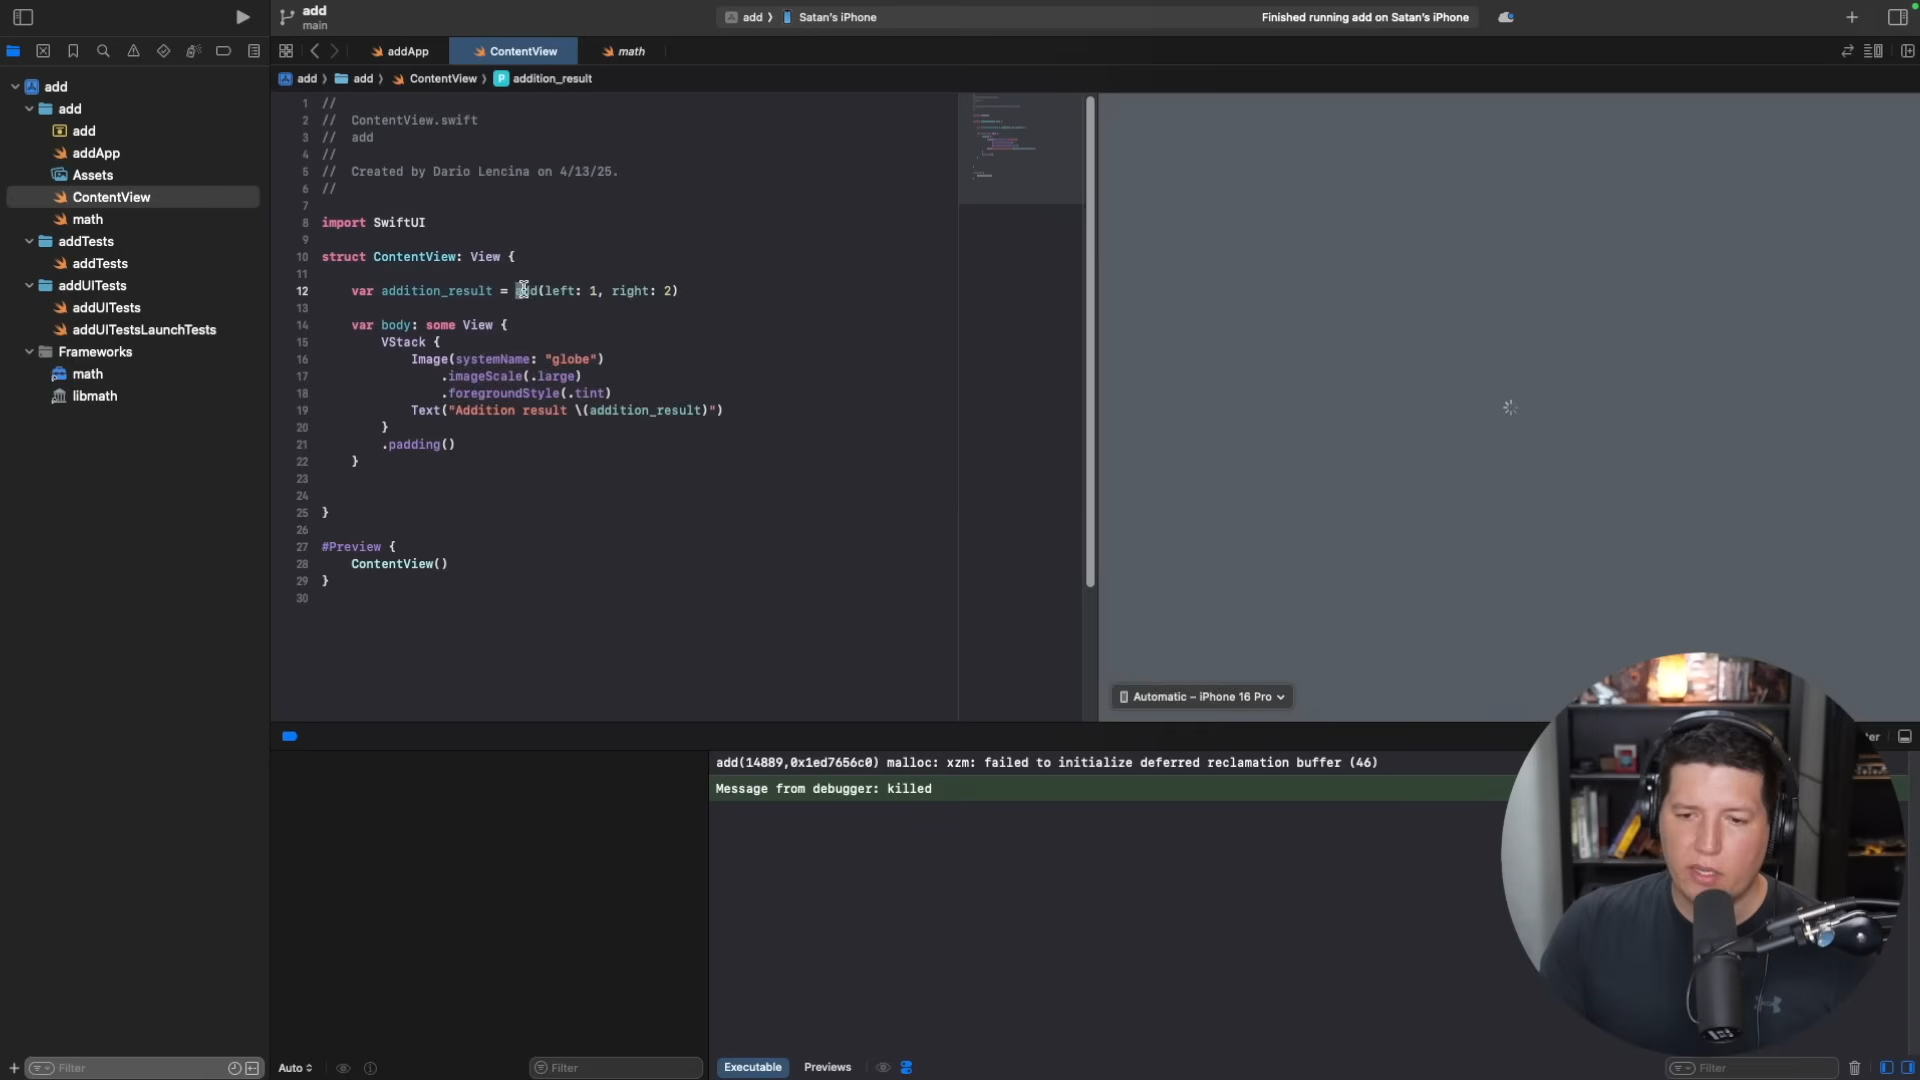 add
main
add
Satan's iPhone
Finished running add on Satan's iPhone
addApp
ContentView
math
add
add
ContentView
addition_result
add
add
add
addApp
Assets
ContentView
math
addTests
addTests
addUITests
addUITests
addUITestsLaunchTests
Frameworks
math
libmath
1 //
2 // ContentView.swift
3 // add
4 //
5 // Created by Dario Lencina on 4/13/25.
6 //
7
8 import SwiftUI
9
10 struct ContentView: View {
11
12 var addition_result = add(left: 1, right: 2)
13
14 var body: some View {
15 VStack {
16 Image(systemName: "globe")
17 .imageScale(.large)
18 .foregroundStyle(.tint)
19 Text("Addition result \(addition_result)")
20 }
21 .padding()
22 }
23
24
25 }
26
27 #Preview {
28 ContentView()
29 }
30
Automatic – iPhone 16 Pro
add(14889,0x1ed7656c0) malloc: xzm: failed to initialize deferred reclamation buffer (46)
Message from debugger: killed
Filter
Auto
Filter
Executable
Previews
Filter